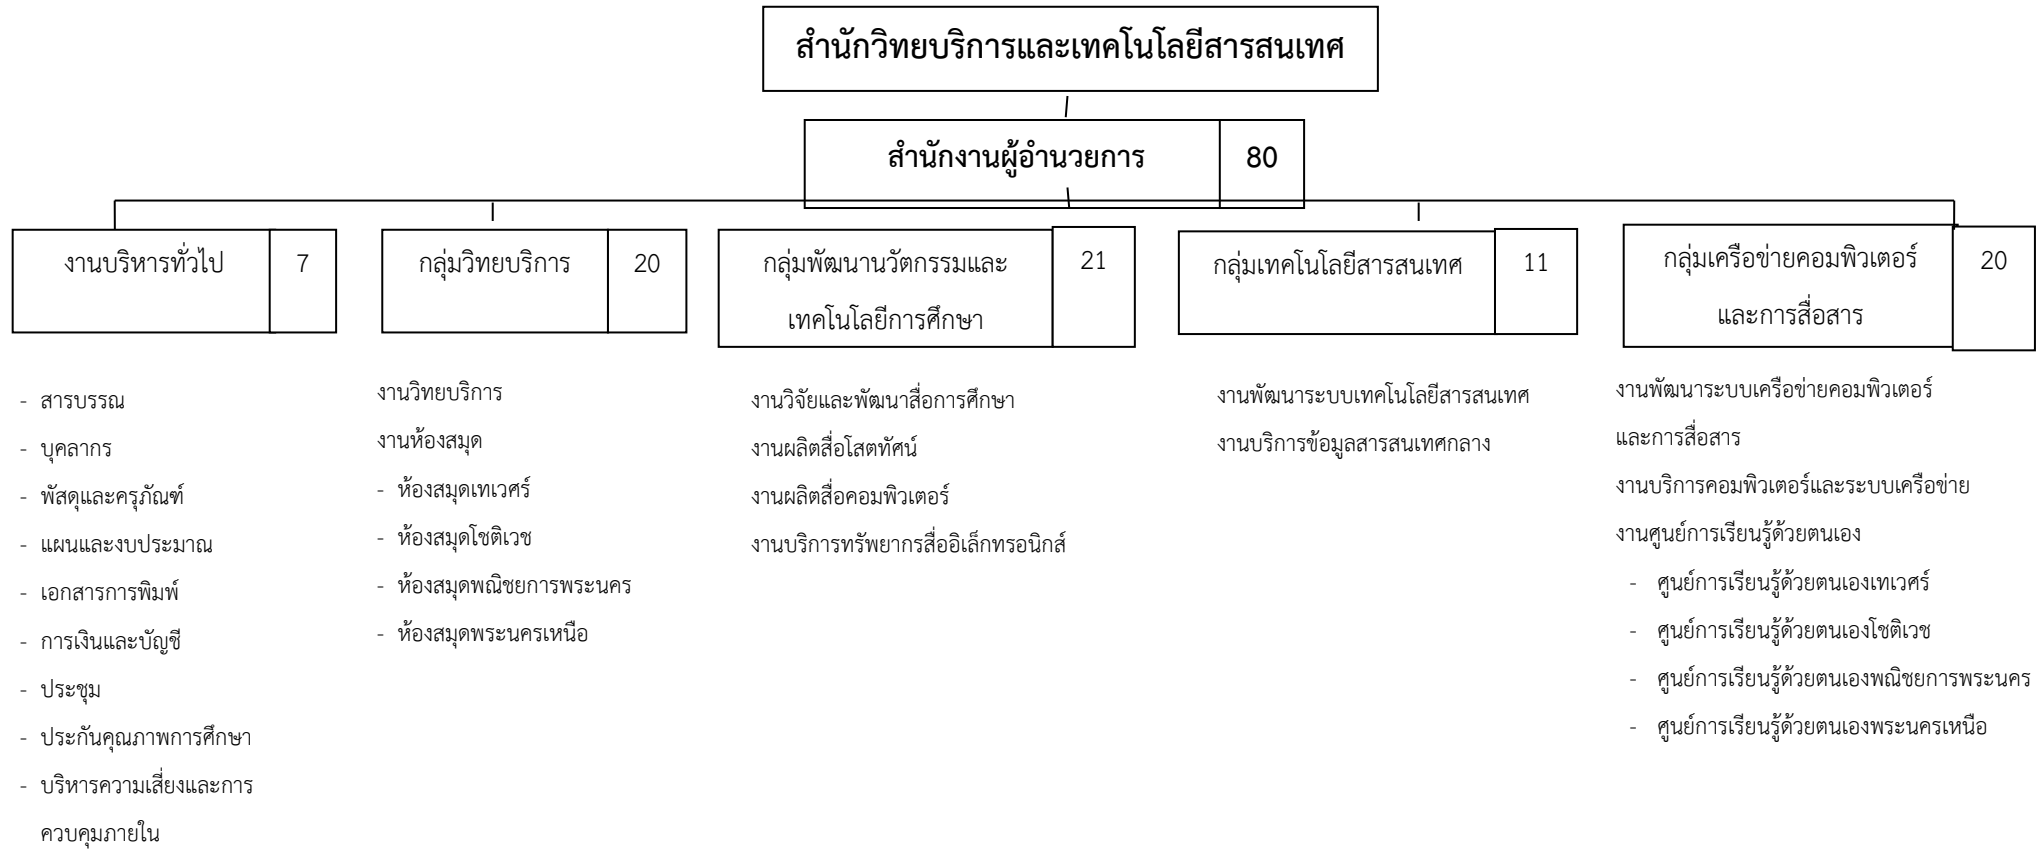 สำนักวิทยบริการและเทคโนโลยีสารสนเทศ
สำนักงานผู้อำนวยการ 80
งานบริหารทั่วไป 7
- สารบรรณ
- บุคลากร
- พัสดุและครุภัณฑ์
- แผนและงบประมาณ
- เอกสารการพิมพ์
- การเงินและบัญชี
- ประชุม
- ประกันคุณภาพการศึกษา
- บริหารความเสี่ยงและการ
ควบคุมภายใน
กลุ่มวิทยบริการ 20
งานวิทยบริการ
งานห้องสมุด
- ห้องสมุดเทเวศร์
- ห้องสมุดโชติเวช
- ห้องสมุดพณิชยการพระนคร
- ห้องสมุดพระนครเหนือ
กลุ่มพัฒนานวัตกรรมและ 21
เทคโนโลยีการศึกษา
งานวิจัยและพัฒนาสื่อการศึกษา
งานผลิตสื่อโสตทัศน์
งานผลิตสื่อคอมพิวเตอร์
งานบริการทรัพยากรสื่ออิเล็กทรอนิกส์
กลุ่มเทคโนโลยีสารสนเทศ 11
งานพัฒนาระบบเทคโนโลยีสารสนเทศ
งานบริการข้อมูลสารสนเทศกลาง
กลุ่มเครือข่ายคอมพิวเตอร์ 20
และการสื่อสาร
งานพัฒนาระบบเครือข่ายคอมพิวเตอร์
และการสื่อสาร
งานบริการคอมพิวเตอร์และระบบเครือข่าย
งานศูนย์การเรียนรู้ด้วยตนเอง
- ศูนย์การเรียนรู้ด้วยตนเองเทเวศร์
- ศูนย์การเรียนรู้ด้วยตนเองโชติเวช
- ศูนย์การเรียนรู้ด้วยตนเองพณิชยการพระนคร
- ศูนย์การเรียนรู้ด้วยตนเองพระนครเหนือ